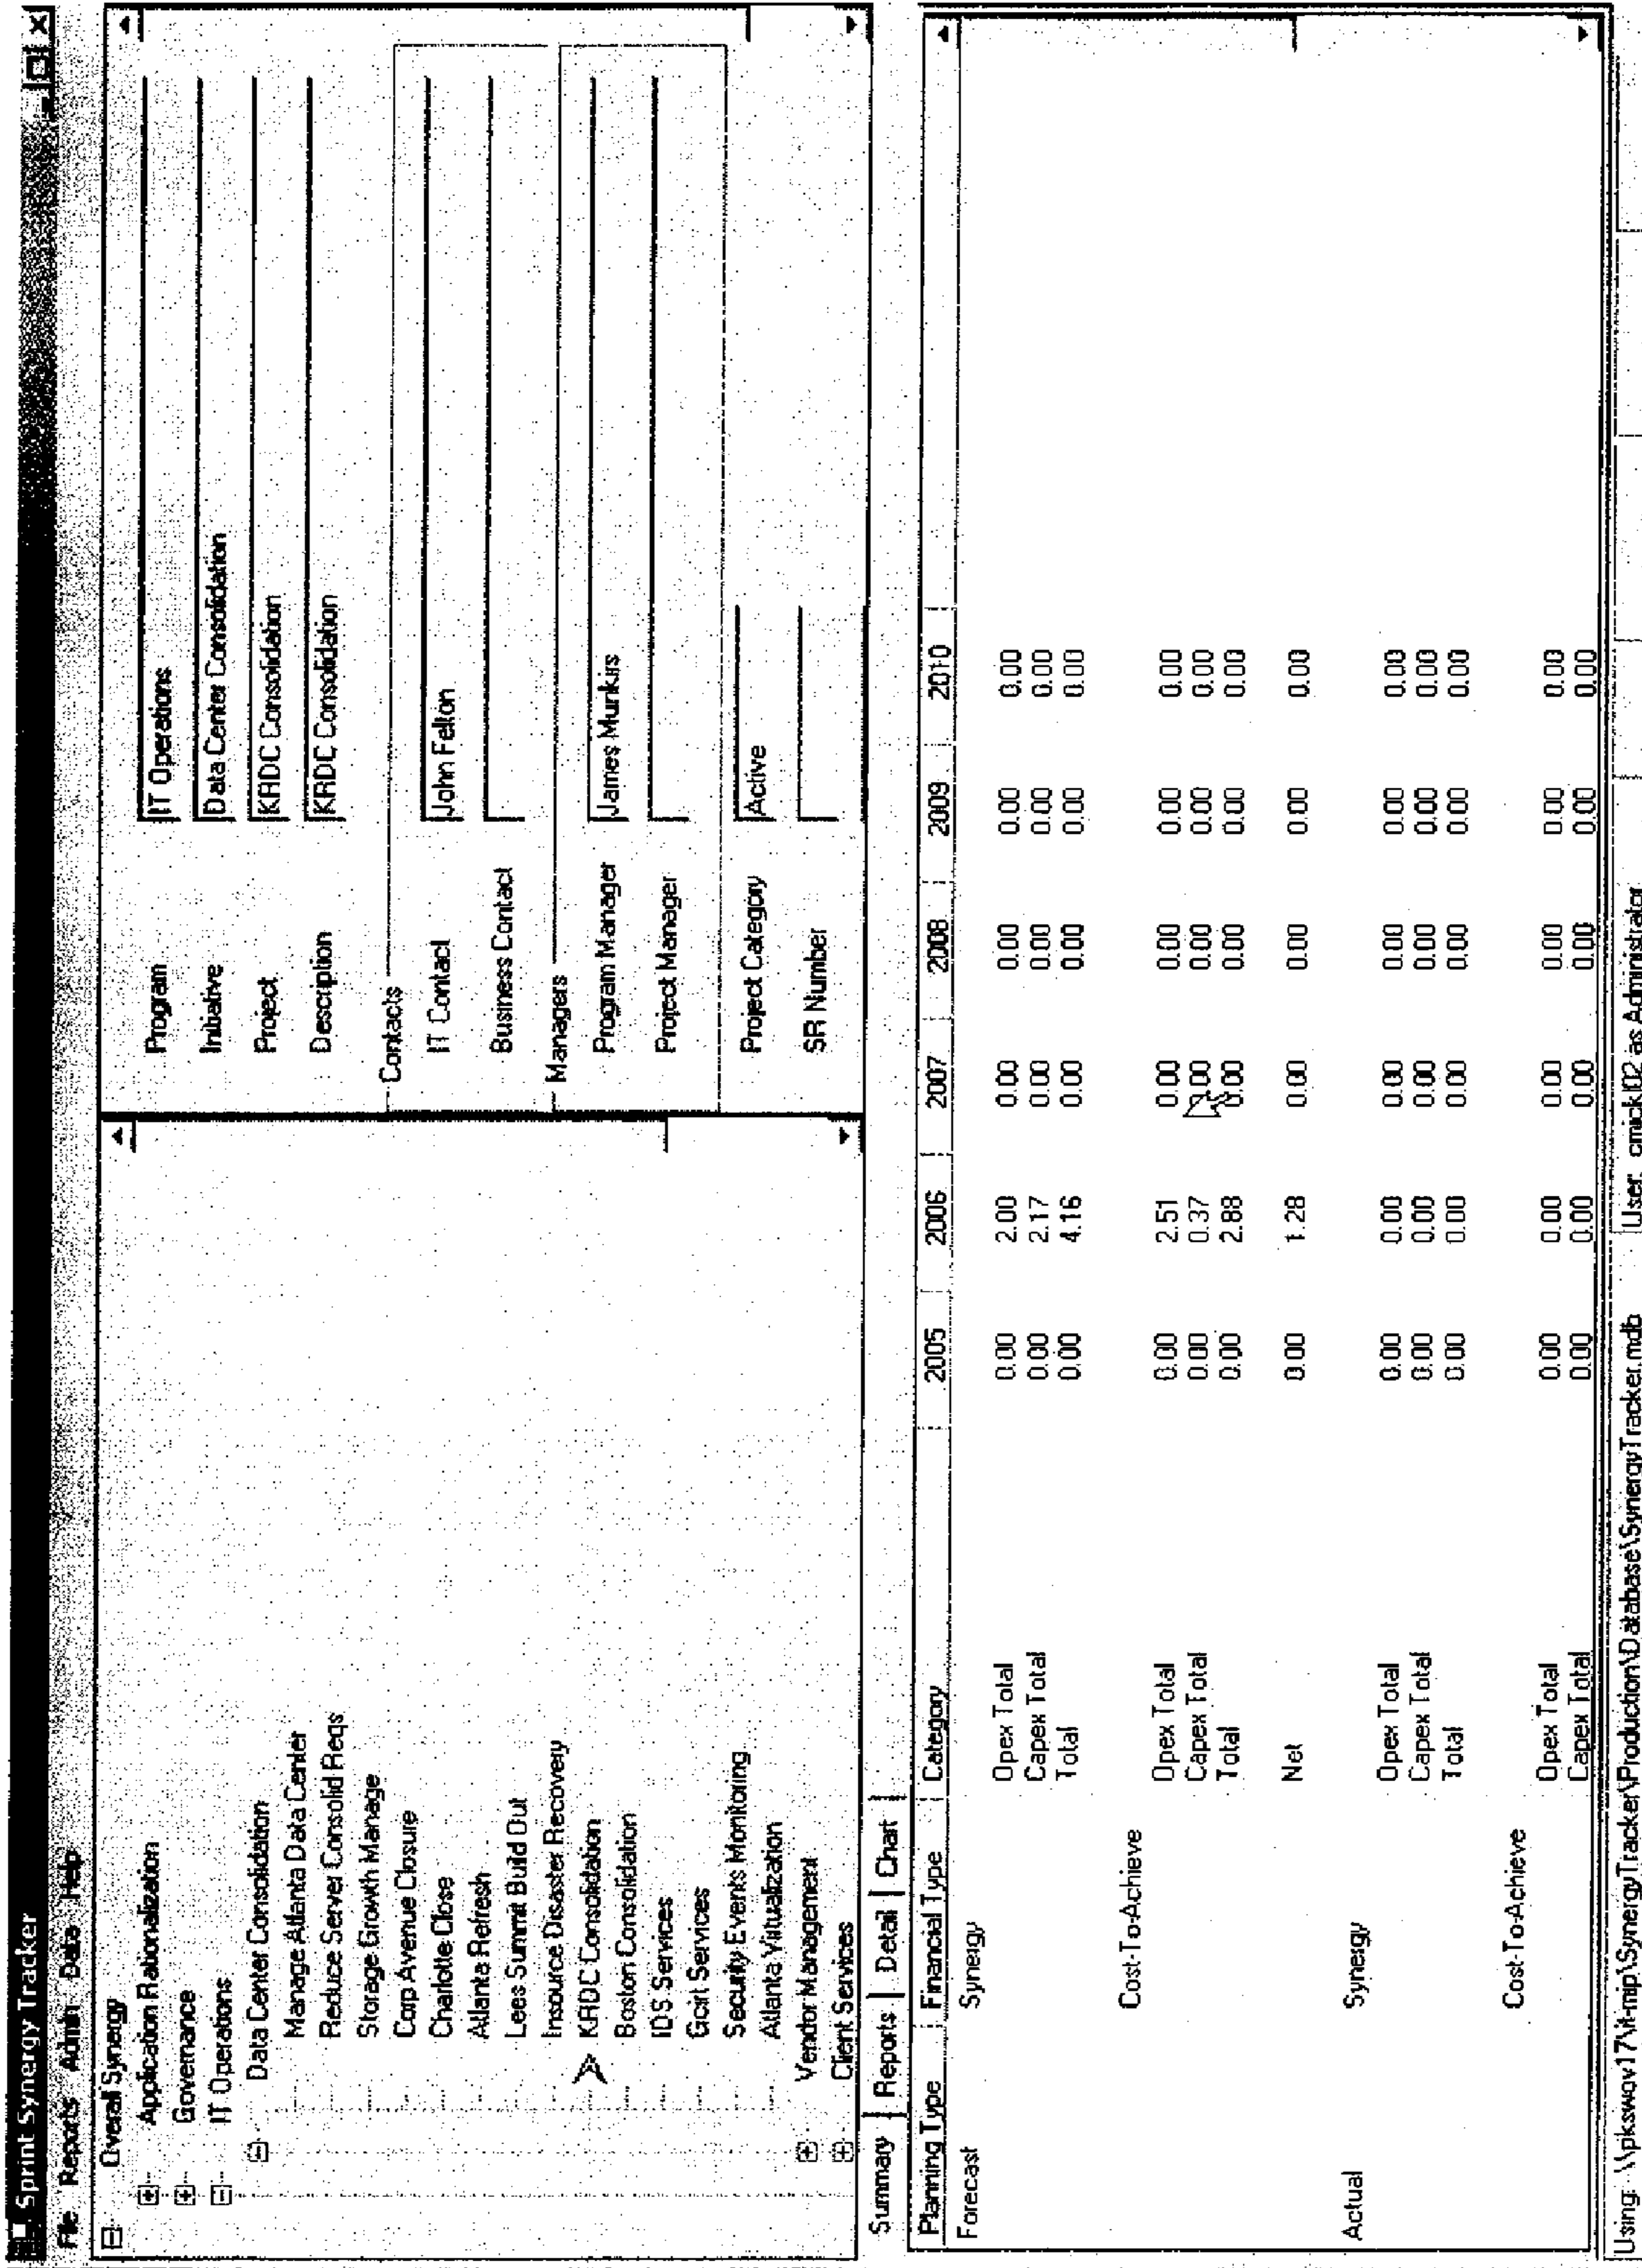 Sprint Synergy Tracker
File Reports Admin Data Help
Overall Synergy
Application Rationalization
Governance
IT Operations
Data Center Consolidation
Manage Atlanta Data Center
Reduce Server Consolid Reqs
Storage Growth Manage
Corp Avenue Closure
Charlotte Close
Atlanta Refresh
Lees Summit Build Out
Insource Disaster Recovery
KRDC Consolidation
Boston Consolidation
IDS Services
Security Events Monitoring
Atlanta Virtualization
Vendor Management
Client Services
Program IT Operations
Initiative Data Center Consolidation
Project KRDC Consolidation
Description KRDC Consolidation
Contacts
IT Contact John Felton
Business Contact
Managers
Program Manager James Munkirs
Project Manager
Project Category Active
SR Number
Summary Reports Detail Chart
Planning Type Financial Type Category 2005 2006 2007 2008 2009 2010
Forecast Synergy
Opex Total 0.00 2.00 0.00 0.00 0.00 0.00
Capex Total 0.00 2.17 0.00 0.00 0.00 0.00
Total 0.00 4.16 0.00 0.00 0.00 0.00
Cost-To-Achieve
Opex Total 0.00 2.51 0.00 0.00 0.00 0.00
Capex Total 0.00 0.37 0.00 0.00 0.00 0.00
Total 0.00 2.88 0.00 0.00 0.00 0.00
Net 0.00 1.28 0.00 0.00 0.00 0.00
Actual Synergy
Opex Total 0.00 0.00 0.00 0.00 0.00 0.00
Capex Total 0.00 0.00 0.00 0.00 0.00 0.00
Total 0.00 0.00 0.00 0.00 0.00 0.00
Cost-To-Achieve
Opex Total 0.00 0.00 0.00 0.00 0.00 0.00
Capex Total 0.00 0.00 0.00 0.00 0.00 0.00
Using: \\pkswov17\it-mip\SynergyTracker\Production\Database\SynergyTracker.mdb User: as Administrator